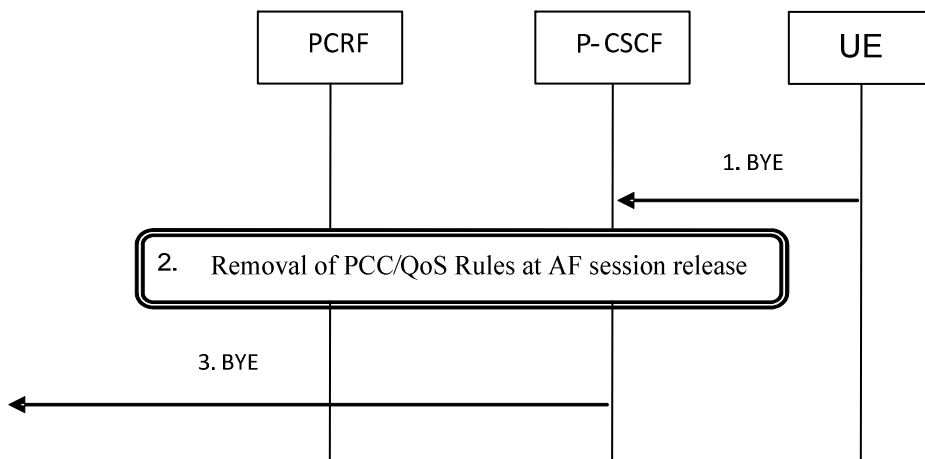 PCRF
P-CSCF
UE
1. BYE
2. Removal of PCC/QoS Rules at AF session release
3. BYE